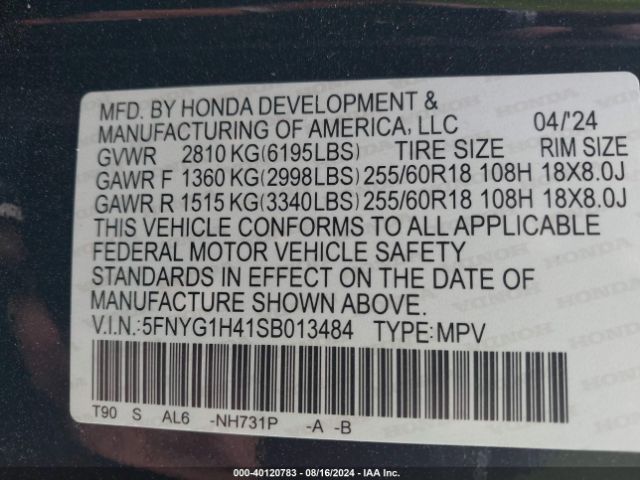 MFD. BY HONDA DEVELOPMENT &
MANUFACTURING OF AMERICA, LLC 04/'24
GVWR 2810 KG(6195LBS) TIRE SIZE RIM SIZE
GAWR F 1360 KG(2998LBS) 255/60R18 108H 18X8.0J
GAWR R 1515 KG(3340LBS) 255/60R18 108H 18X8.0J
THIS VEHICLE CONFORMS TO ALL APPLICABLE
FEDERAL MOTOR VEHICLE SAFETY
STANDARDS IN EFFECT ON THE DATE OF
MANUFACTURE SHOWN ABOVE.
V.I.N.:5FNYG1H41SB013484 TYPE:MPV
T90 S AL6 -NH731P -A -B
000-40120783 - 08/16/2024 - IAA Inc.